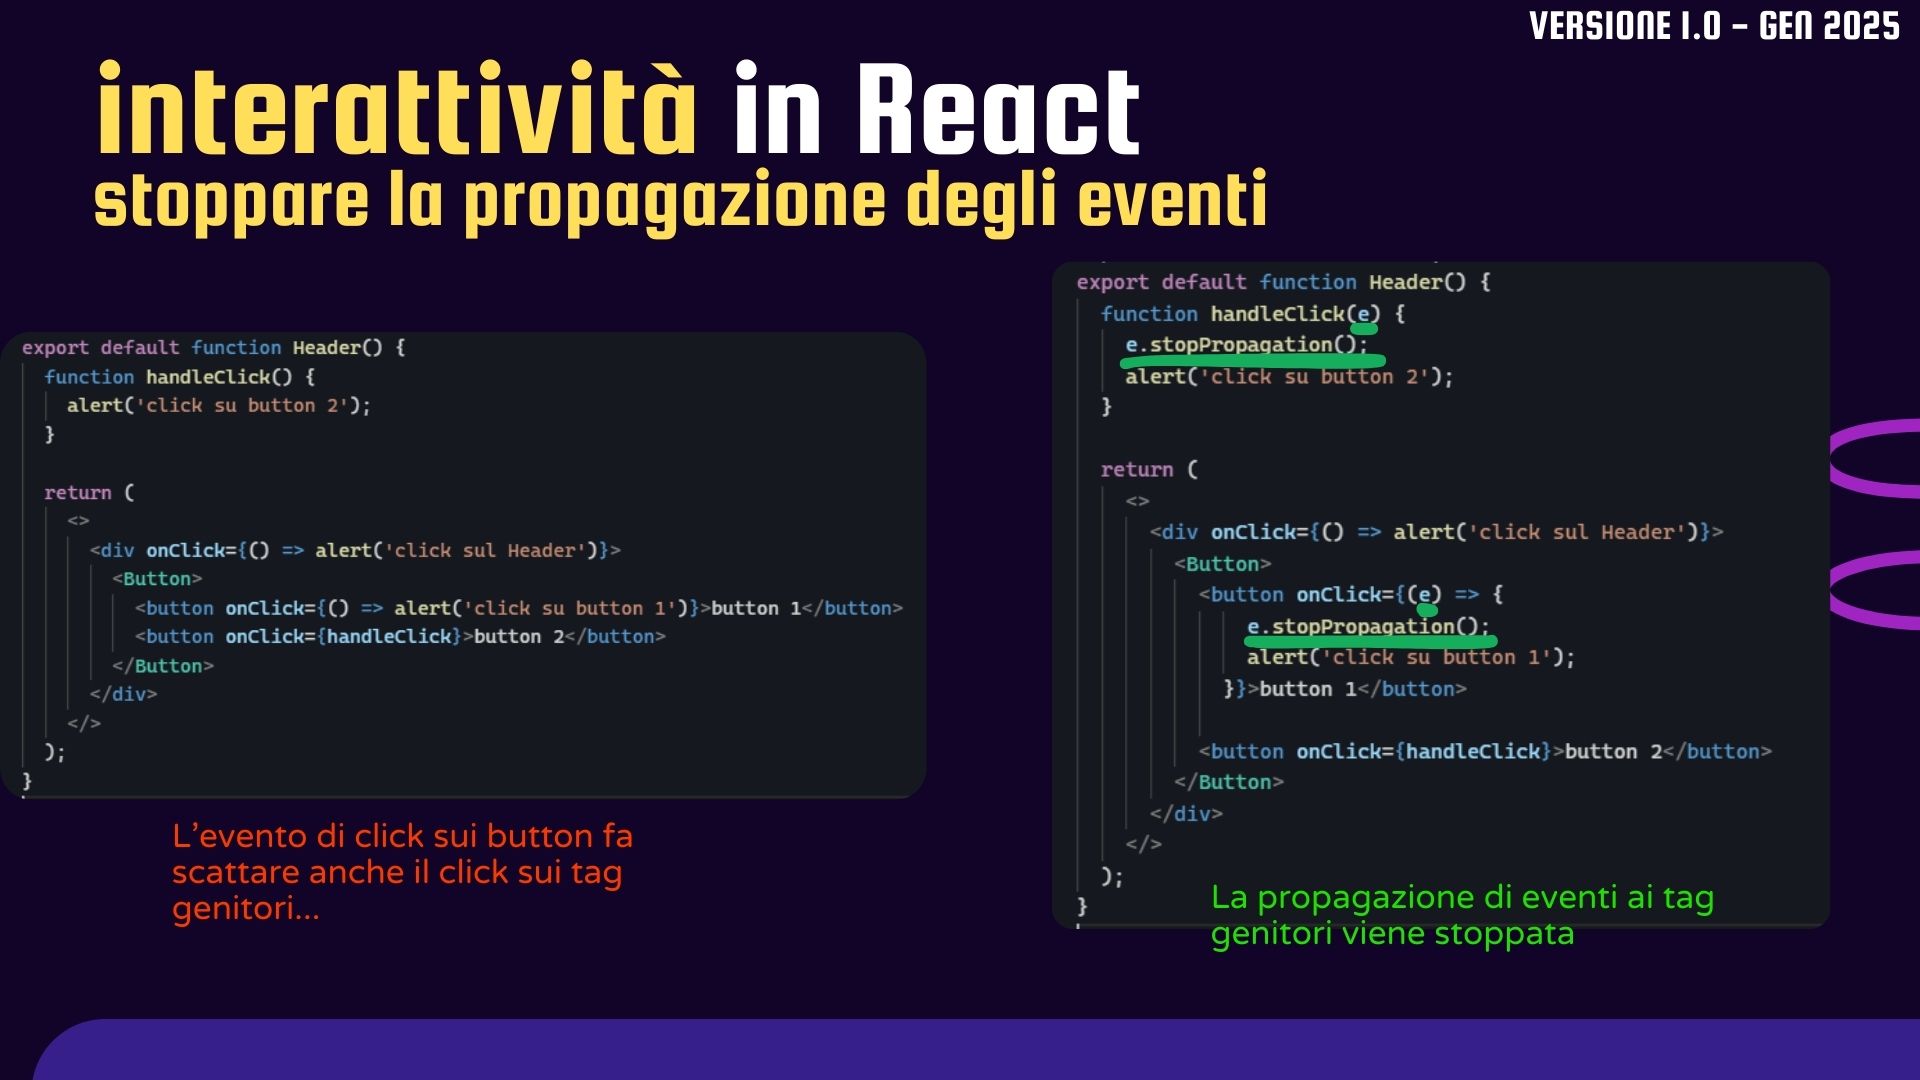 VERSIONE 1.0 - GEN 2025
interattività in React
stoppare la propagazione degli eventi
export default function Header() {
function handleClick() {
alert('click su button 2');
}
return (
<>
<div onClick={() => alert('click sul Header')}>
<Button>
<button onClick={() => alert('click su button 1')}>button 1</button>
<button onClick={handleClick}>button 2</button>
</Button>
</div>
</>
);
}
L'evento di click sui button fa
scattare anche il click sui tag
genitori...
export default function Header() {
function handleClick(e) {
e.stopPropagation();
alert('click su button 2');
}
return (
<>
<div onClick={() => alert('click sul Header')}>
<Button>
<button onClick={(e) => {
e.stopPropagation();
alert('click su button 1');
}}>button 1</button>
<button onClick={handleClick}>button 2</button>
</Button>
</div>
</>
);
}
La propagazione di eventi ai tag
genitori viene stoppata